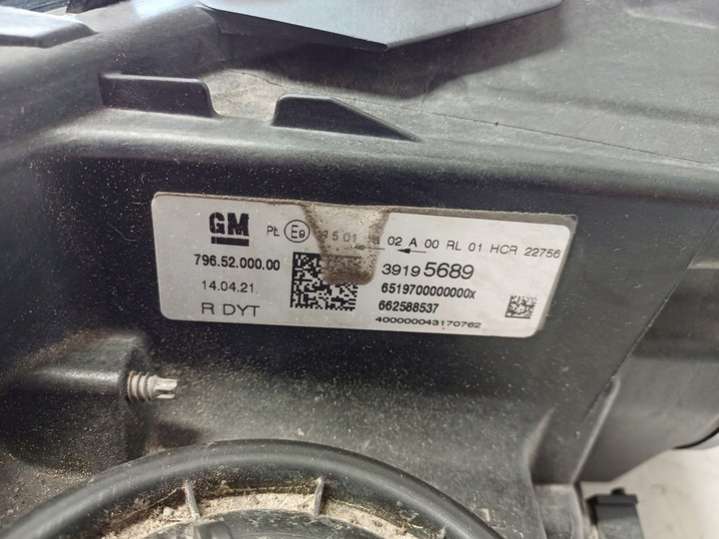 GM PŁ E9 02 A 00 RL 01 HCR 22756
796.52.000.00
39195689
14.04.21
6519700000000X
662588537
R DYT
400000043170762